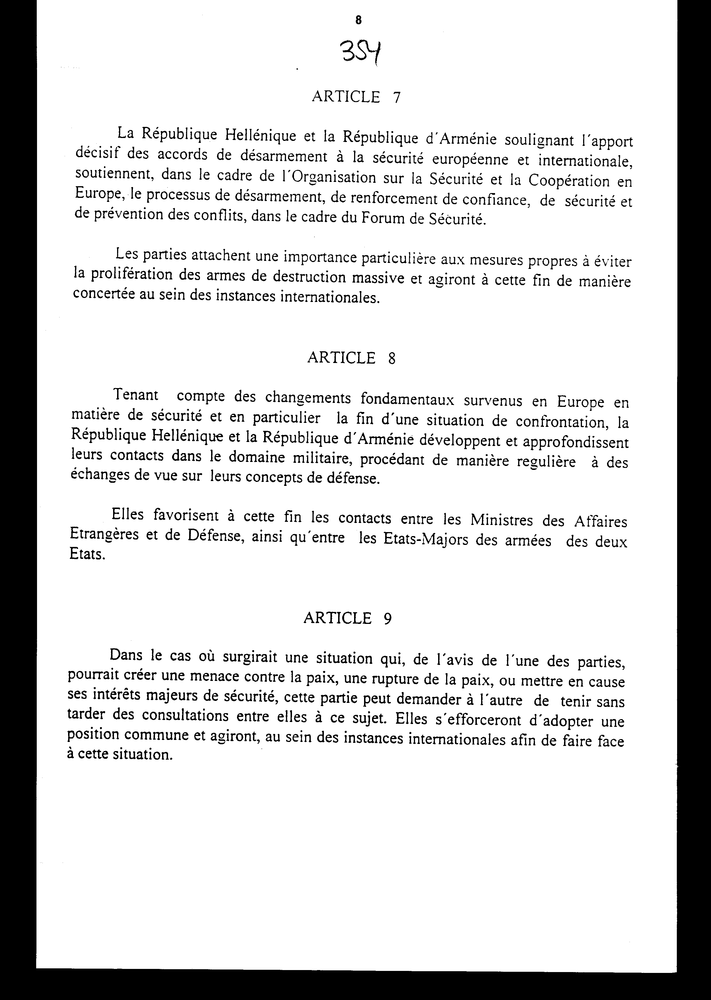 8
354
ARTICLE 7
La République Hellénique et la République d´Arménie soulignant l´apport
décisif des accords de désarmement à la sécurité européenne et internationale,
soutiennent, dans le cadre de l´Organisation sur la Sécurité et la Coopération en
Europe, le processus de désarmement, de renforcement de confiance, de sécurité et
de prévention des conflits, dans le cadre du Forum de Sécurité.
Les parties attachent une importance particulière aux mesures propres à éviter
la prolifération des armes de destruction massive et agiront à cette fin de manière
concertée au sein des instances internationales.
ARTICLE 8
Tenant compte des changements fondamentaux survenus en Europe en
matière de sécurité et en particulier la fin d´une situation de confrontation, la
République Hellénique et la République d´Arménie développent et approfondissent
leurs contacts dans le domaine militaire, procédant de manière regulière à des
échanges de vue sur leurs concepts de défense.
Elles favorisent à cette fin les contacts entre les Ministres des Affaires
Etrangères et de Défense, ainsi qu´entre les Etats-Majors des armées des deux
Etats.
ARTICLE 9
Dans le cas où surgirait une situation qui, de l´avis de l´une des parties,
pourrait créer une menace contre la paix, une rupture de la paix, ou mettre en cause
ses intérêts majeurs de sécurité, cette partie peut demander à l´autre de tenir sans
tarder des consultations entre elles à ce sujet. Elles s´efforceront d´adopter une
position commune et agiront, au sein des instances internationales afin de faire face
à cette situation.